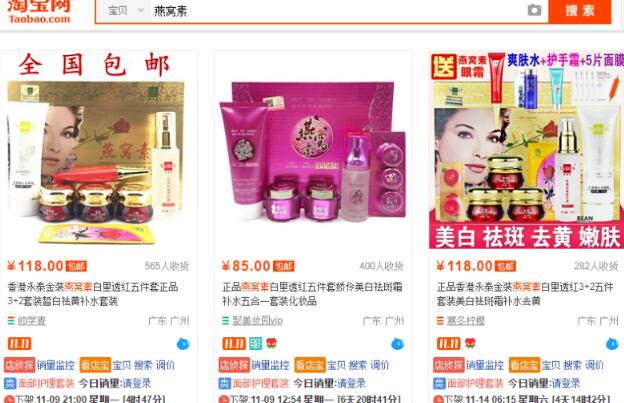 淘宝网
Taobao.com
宝贝
燕窝素
搜 索
全国包邮
燕窝素
燕窝
送
燕窝素
眼霜
爽肤水+护手霜+5片面膜
BEAN
美白 祛斑 去黄 嫩肤
¥118.00 包邮 565人收货
正品香港永桑金装燕窝素白里透红五件套正品
3+2套装皙白祛黄补水套装
广东 广州
11.11
店侦探 销量监控 看店宝 宝贝 搜索 调价
类 面部护理套装 今日销量:请登录
下架:11-09 21:00 星期一 [4时47分]
¥85.00 包邮 400人收货
正品燕窝素白里透红五件套娇伶美白祛斑霜
补水五合一套装化妆品
聚美妆园vip 广东 广州
11.11
店侦探 销量监控 看店宝 宝贝 搜索 调价
类 面部护理套装 今日销量:请登录
下架:11-09 12:54 星期一 [6天20时41分]
¥118.00 包邮 282人收货
正品香港永桑金装燕窝素白里透红3+2五件
套装美白祛斑霜补水去黄
寒冬柠檬 广东 广州
11.11
店侦探 销量监控 看店宝 宝贝 搜索 调价
类 面部护理套装 今日销量:请登录
下架:11-14 06:15 星期六 [4天14时2分]